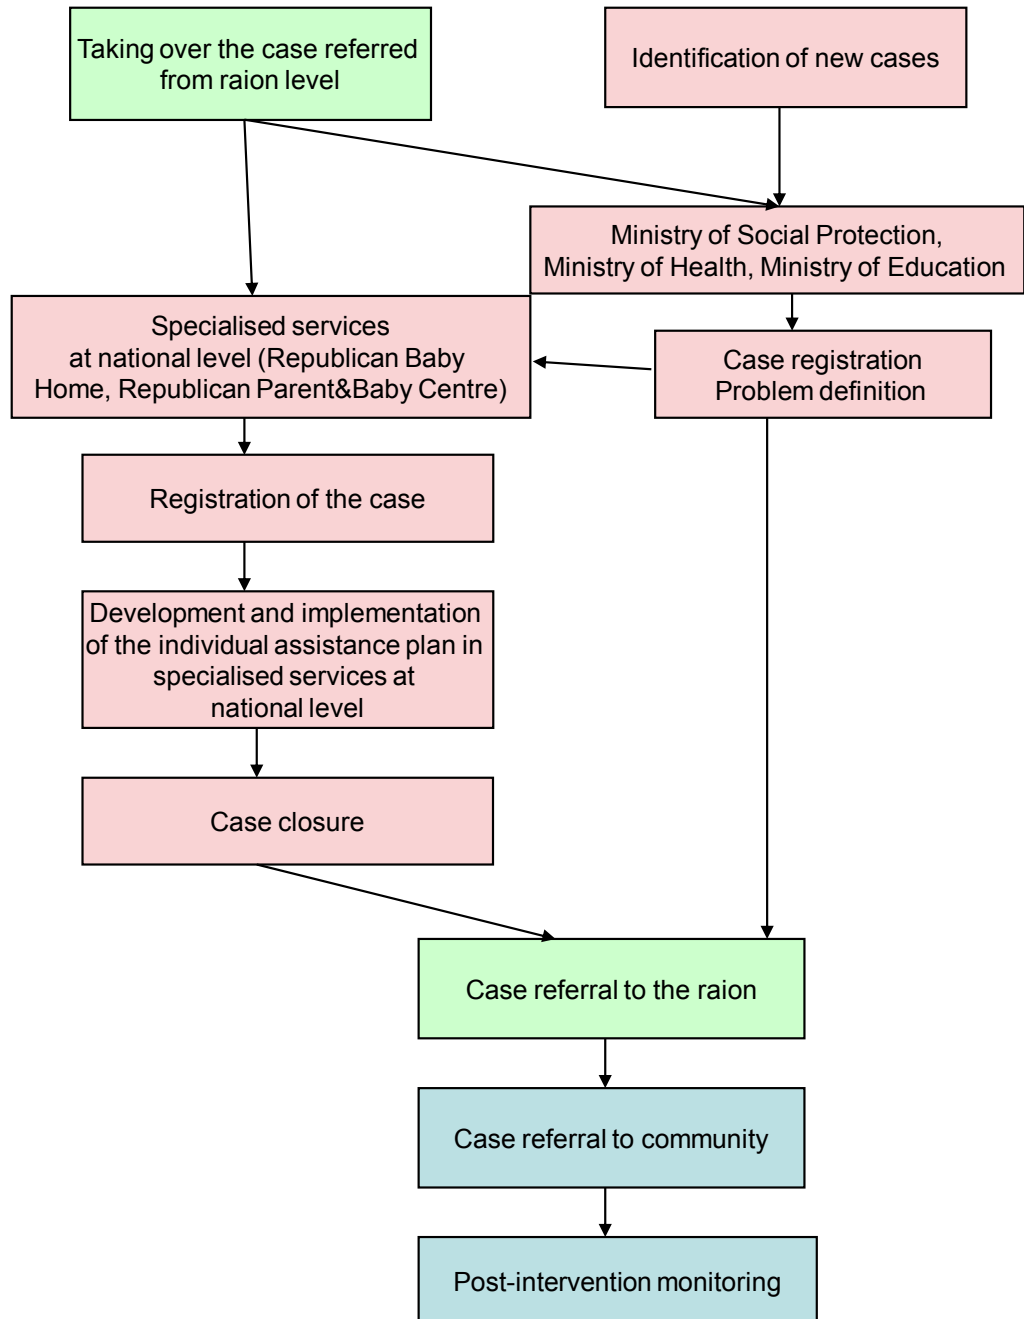 Taking over the case referred
from raion level
Identification of new cases
Ministry of Social Protection,
Ministry of Health, Ministry of Education
Specialised services
at national level (Republican Baby
Home, Republican Parent&Baby Centre)
Case registration
Problem definition
Registration of the case
Development and implementation
of the individual assistance plan in
specialised services at
national level
Case closure
Case referral to the raion
Case referral to community
Post-intervention monitoring